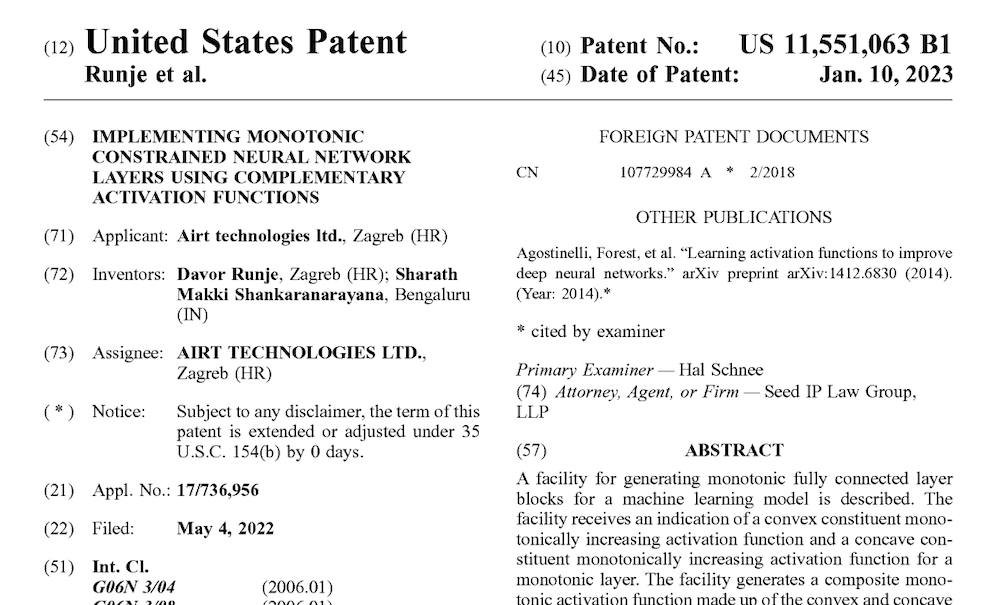 (12) United States Patent
Runje et al.
(10) Patent No.: US 11,551,063 B1
(45) Date of Patent: Jan. 10, 2023
(54) IMPLEMENTING MONOTONIC
CONSTRAINED NEURAL NETWORK
LAYERS USING COMPLEMENTARY
ACTIVATION FUNCTIONS
(71) Applicant: Airt technologies ltd., Zagreb (HR)
(72) Inventors: Davor Runje, Zagreb (HR); Sharath
Makki Shankaranarayana, Bengaluru
(IN)
(73) Assignee: AIRT TECHNOLOGIES LTD.,
Zagreb (HR)
( * ) Notice: Subject to any disclaimer, the term of this
patent is extended or adjusted under 35
U.S.C. 154(b) by 0 days.
(21) Appl. No.: 17/736,956
(22) Filed: May 4, 2022
(51) Int. Cl.
G06N 3/04 (2006.01)
G06N 3/08 (2006.01)
FOREIGN PATENT DOCUMENTS
CN 107729984 A * 2/2018
OTHER PUBLICATIONS
Agostinelli, Forest, et al. “Learning activation functions to improve
deep neural networks.” arXiv preprint arXiv:1412.6830 (2014).
(Year: 2014).*
* cited by examiner
Primary Examiner — Hal Schnee
(74) Attorney, Agent, or Firm — Seed IP Law Group,
LLP
(57) ABSTRACT
A facility for generating monotonic fully connected layer
blocks for a machine learning model is described. The
facility receives an indication of a convex constituent mono-
tonically increasing activation function and a concave con-
stituent monotonically increasing activation function for a
monotonic layer. The facility generates a composite mono-
tonic activation function made up of the convex and concave